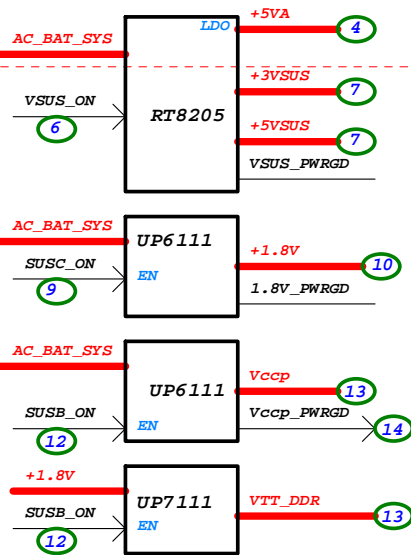 LDO
+5VA
4
AC_BAT_SYS
+3VSUS
7
VSUS_ON
6
RT8205
+5VSUS
7
VSUS_PWRGD
AC_BAT_SYS
UP6111
+1.8V
10
SUSC_ON
EN
9
1.8V_PWRGD
AC_BAT_SYS
UP6111
Vccp
13
SUSB_ON
EN
12
Vccp_PWRGD
14
+1.8V
UP7111
VTT_DDR
13
SUSB_ON
EN
12